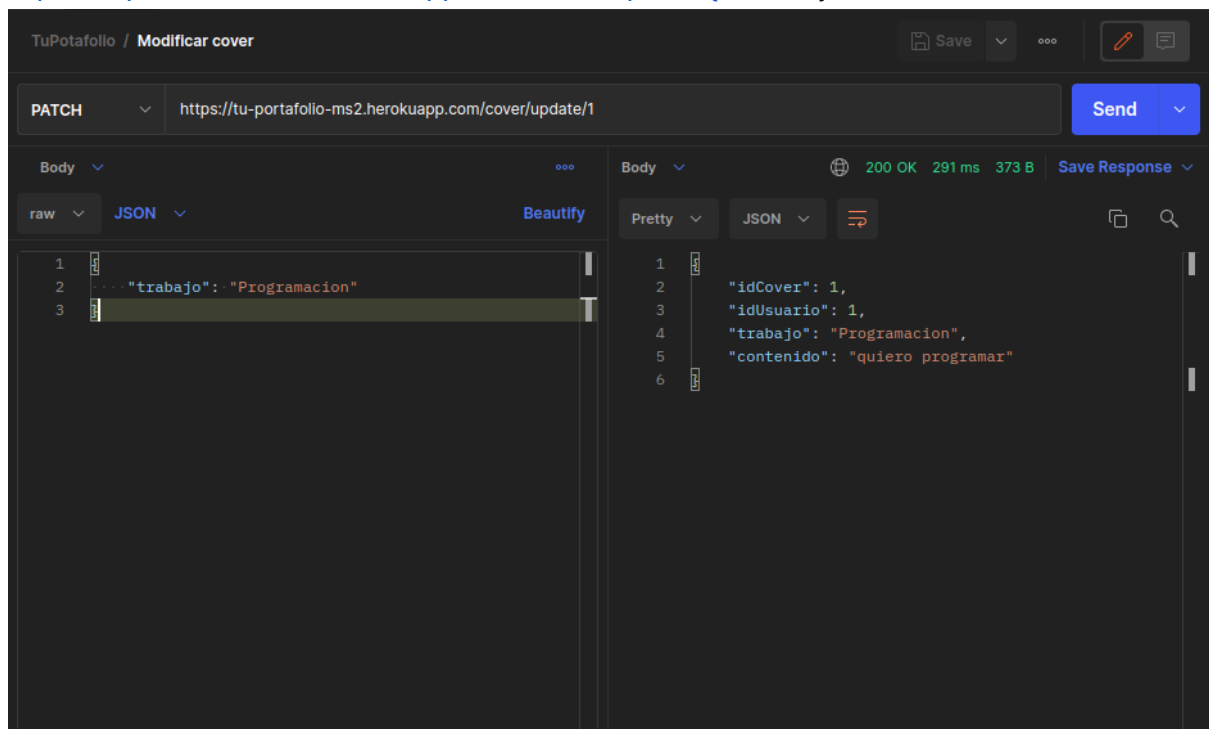 TuPotafolio / Modificar cover
Save
PATCH
https://tu-portafolio-ms2.herokuapp.com/cover/update/1
Send
Body
raw
JSON
Beautify
1 {
2 ····"trabajo":·"Programacion"
3 }
Body
200 OK 291 ms 373 B
Save Response
Pretty
JSON
1 {
2 "idCover": 1,
3 "idUsuario": 1,
4 "trabajo": "Programacion",
5 "contenido": "quiero programar"
6 }